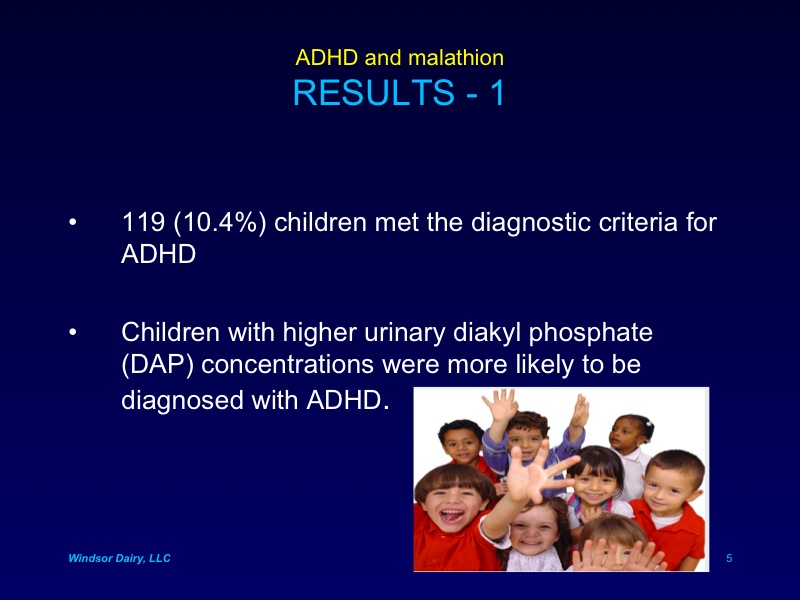 ADHD and malathion
RESULTS - 1
• 119 (10.4%) children met the diagnostic criteria for
ADHD
• Children with higher urinary diakyl phosphate
(DAP) concentrations were more likely to be
diagnosed with ADHD.
Windsor Dairy, LLC
5